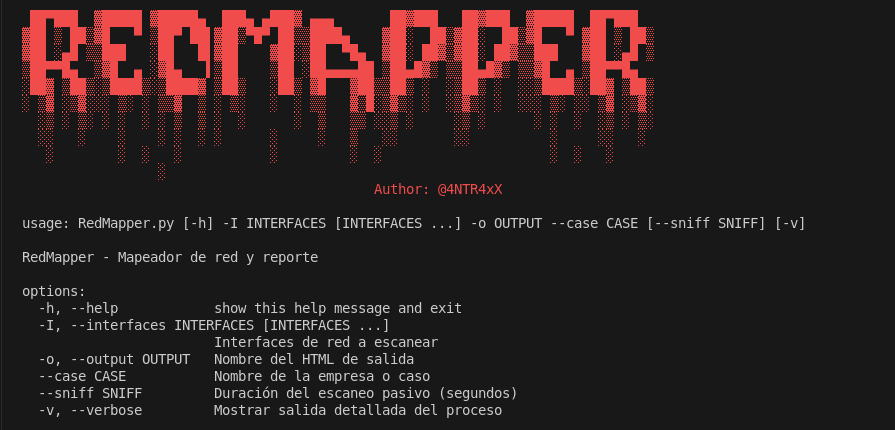 REDMAPPER
Author: @4NTR4xX
usage: RedMapper.py [-h] -I INTERFACES [INTERFACES ...] -o OUTPUT --case CASE [--sniff SNIFF] [-v]
RedMapper - Mapeador de red y reporte
options:
-h, --help show this help message and exit
-I, --interfaces INTERFACES [INTERFACES ...]
Interfaces de red a escanear
-o, --output OUTPUT Nombre del HTML de salida
--case CASE Nombre de la empresa o caso
--sniff SNIFF Duración del escaneo pasivo (segundos)
-v, --verbose Mostrar salida detallada del proceso